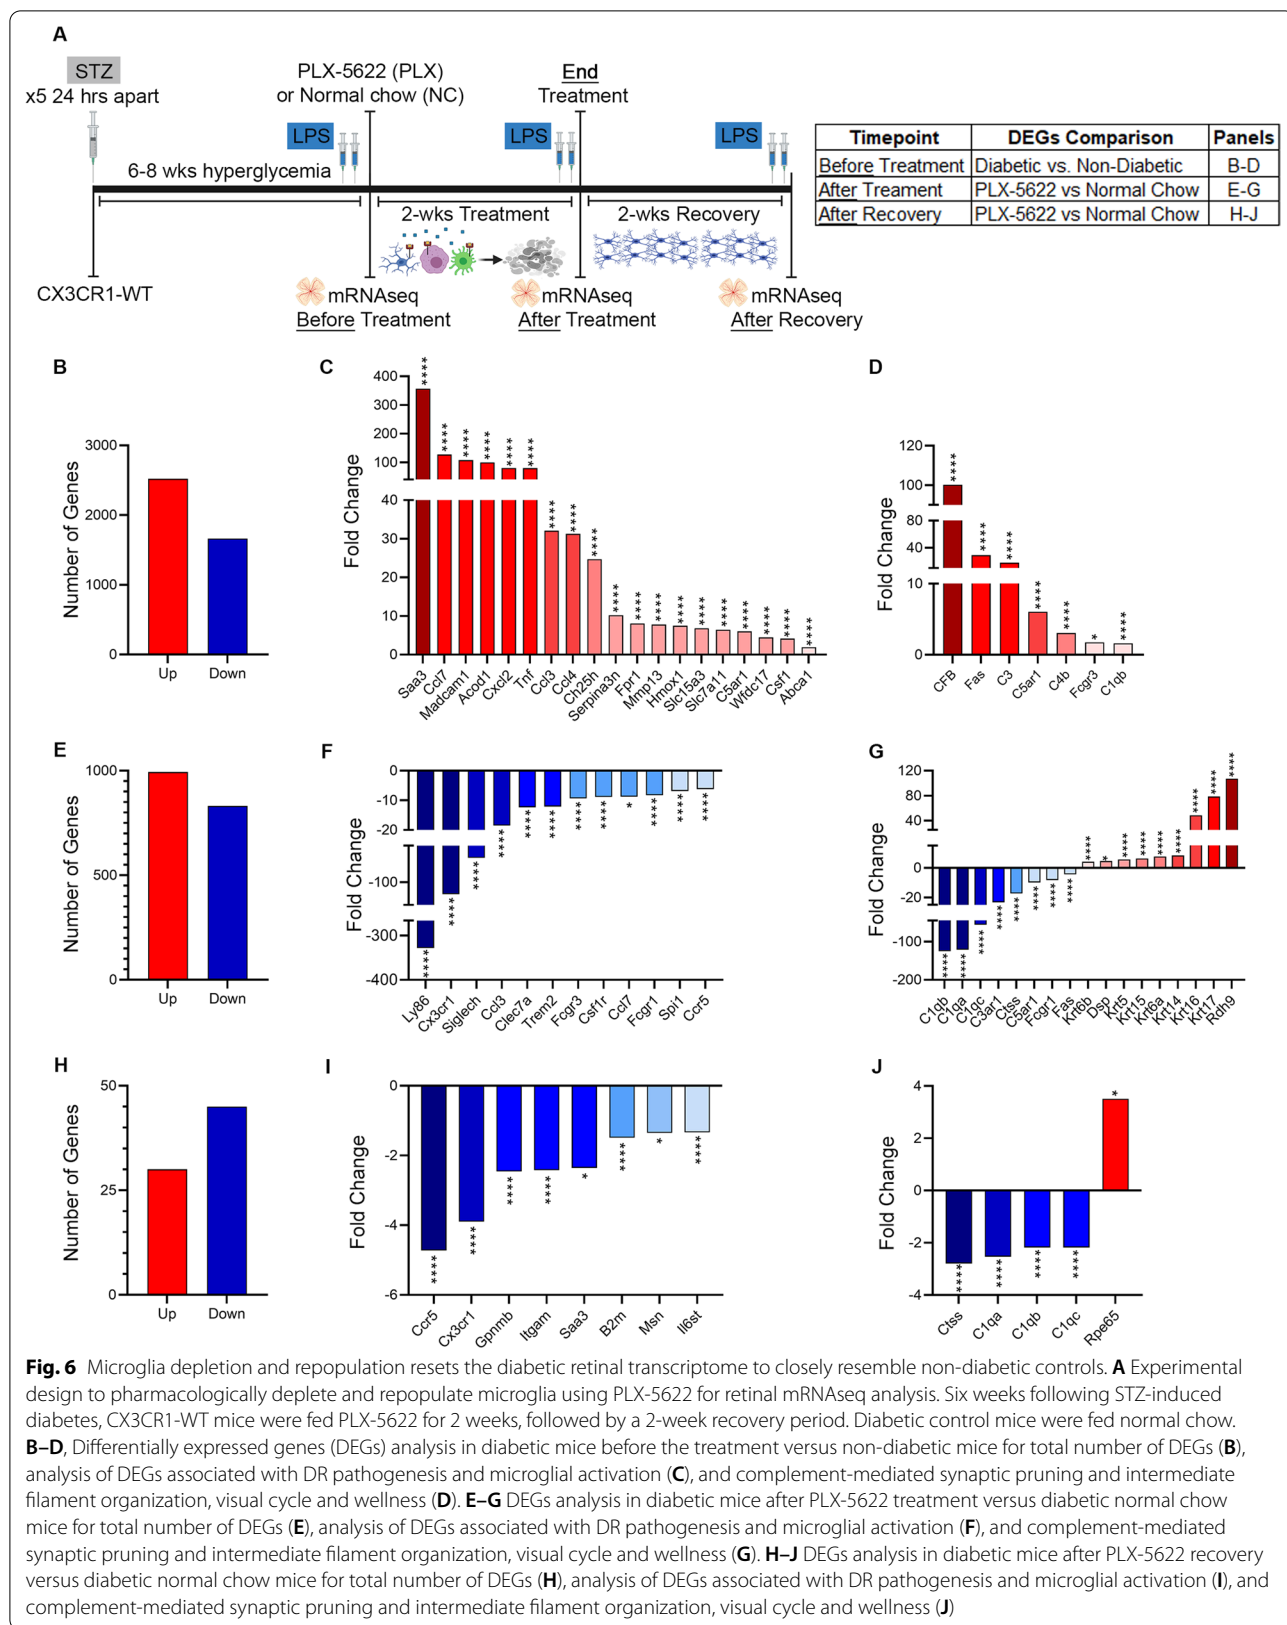 A
STZ
x5 24 hrs apart
PLX-5622 (PLX)
or Normal chow (NC)
End
Treatment
LPS
LPS
LPS
6-8 wks hyperglycemia
2-wks Treatment
2-wks Recovery
CX3CR1-WT
mRNAseq
Before Treatment
mRNAseq
After Treatment
mRNAseq
After Recovery
Timepoint DEGs Comparison Panels
Before Treatment Diabetic vs. Non-Diabetic B-D
After Treament PLX-5622 vs Normal Chow E-G
After Recovery PLX-5622 vs Normal Chow H-J
B
Number of Genes
3000
2000
1000
0
Up Down
C
Fold Change
400
300
200
100
40
30
20
10
0
**** **** **** **** **** **** **** **** **** **** **** **** **** **** **** **** **** **** ****
Saa3 Ccl7 Madcam1 Acod1 Cxcl2 Tnf Ccl3 Ccl4 Ch25h Serpina3n Fpr1 Mmp13 Hmox1 Slc15a3 Slc7a11 C5ar1 Wfdc17 Csf1 Abca1
D
Fold Change
120
100
80
40
10
0
**** **** **** **** **** * ****
CFB Fas C3 C5ar1 C4b Fcgr3 C1qb
E
Number of Genes
1000
500
0
Up Down
F
Fold Change
0
-10
-20
-100
-300
-400
**** **** **** **** **** **** **** **** * **** **** ****
Ly86 Cx3cr1 Siglech Ccl3 Clec7a Trem2 Fcgr3 Csf1r Ccl7 Fcgr1 Spi1 Ccr5
G
Fold Change
120
80
40
0
-20
-100
-200
**** **** **** **** **** **** **** **** **** * **** **** **** **** **** **** ****
C1qb C1qa C1qc C3ar1 Ctss C5ar1 Fcgr1 Fas Krt6b Dsp Krt5 Krt15 Krt6a Krt14 Krt16 Krt17 Rdh9
H
Number of Genes
50
25
0
Up Down
I
Fold Change
0
-2
-4
-6
**** **** **** **** * **** * ****
Ccr5 Cx3cr1 Gpnmb Itgam Saa3 B2m Msn Il6st
J
Fold Change
4
2
0
-2
-4
**** **** **** **** *
Ctss C1qa C1qb C1qc Rpe65
Fig. 6 Microglia depletion and repopulation resets the diabetic retinal transcriptome to closely resemble non-diabetic controls. A Experimental
design to pharmacologically deplete and repopulate microglia using PLX-5622 for retinal mRNAseq analysis. Six weeks following STZ-induced
diabetes, CX3CR1-WT mice were fed PLX-5622 for 2 weeks, followed by a 2-week recovery period. Diabetic control mice were fed normal chow.
B–D, Differentially expressed genes (DEGs) analysis in diabetic mice before the treatment versus non-diabetic mice for total number of DEGs (B),
analysis of DEGs associated with DR pathogenesis and microglial activation (C), and complement-mediated synaptic pruning and intermediate
filament organization, visual cycle and wellness (D). E–G DEGs analysis in diabetic mice after PLX-5622 treatment versus diabetic normal chow
mice for total number of DEGs (E), analysis of DEGs associated with DR pathogenesis and microglial activation (F), and complement-mediated
synaptic pruning and intermediate filament organization, visual cycle and wellness (G). H–J DEGs analysis in diabetic mice after PLX-5622 recovery
versus diabetic normal chow mice for total number of DEGs (H), analysis of DEGs associated with DR pathogenesis and microglial activation (I), and
complement-mediated synaptic pruning and intermediate filament organization, visual cycle and wellness (J)